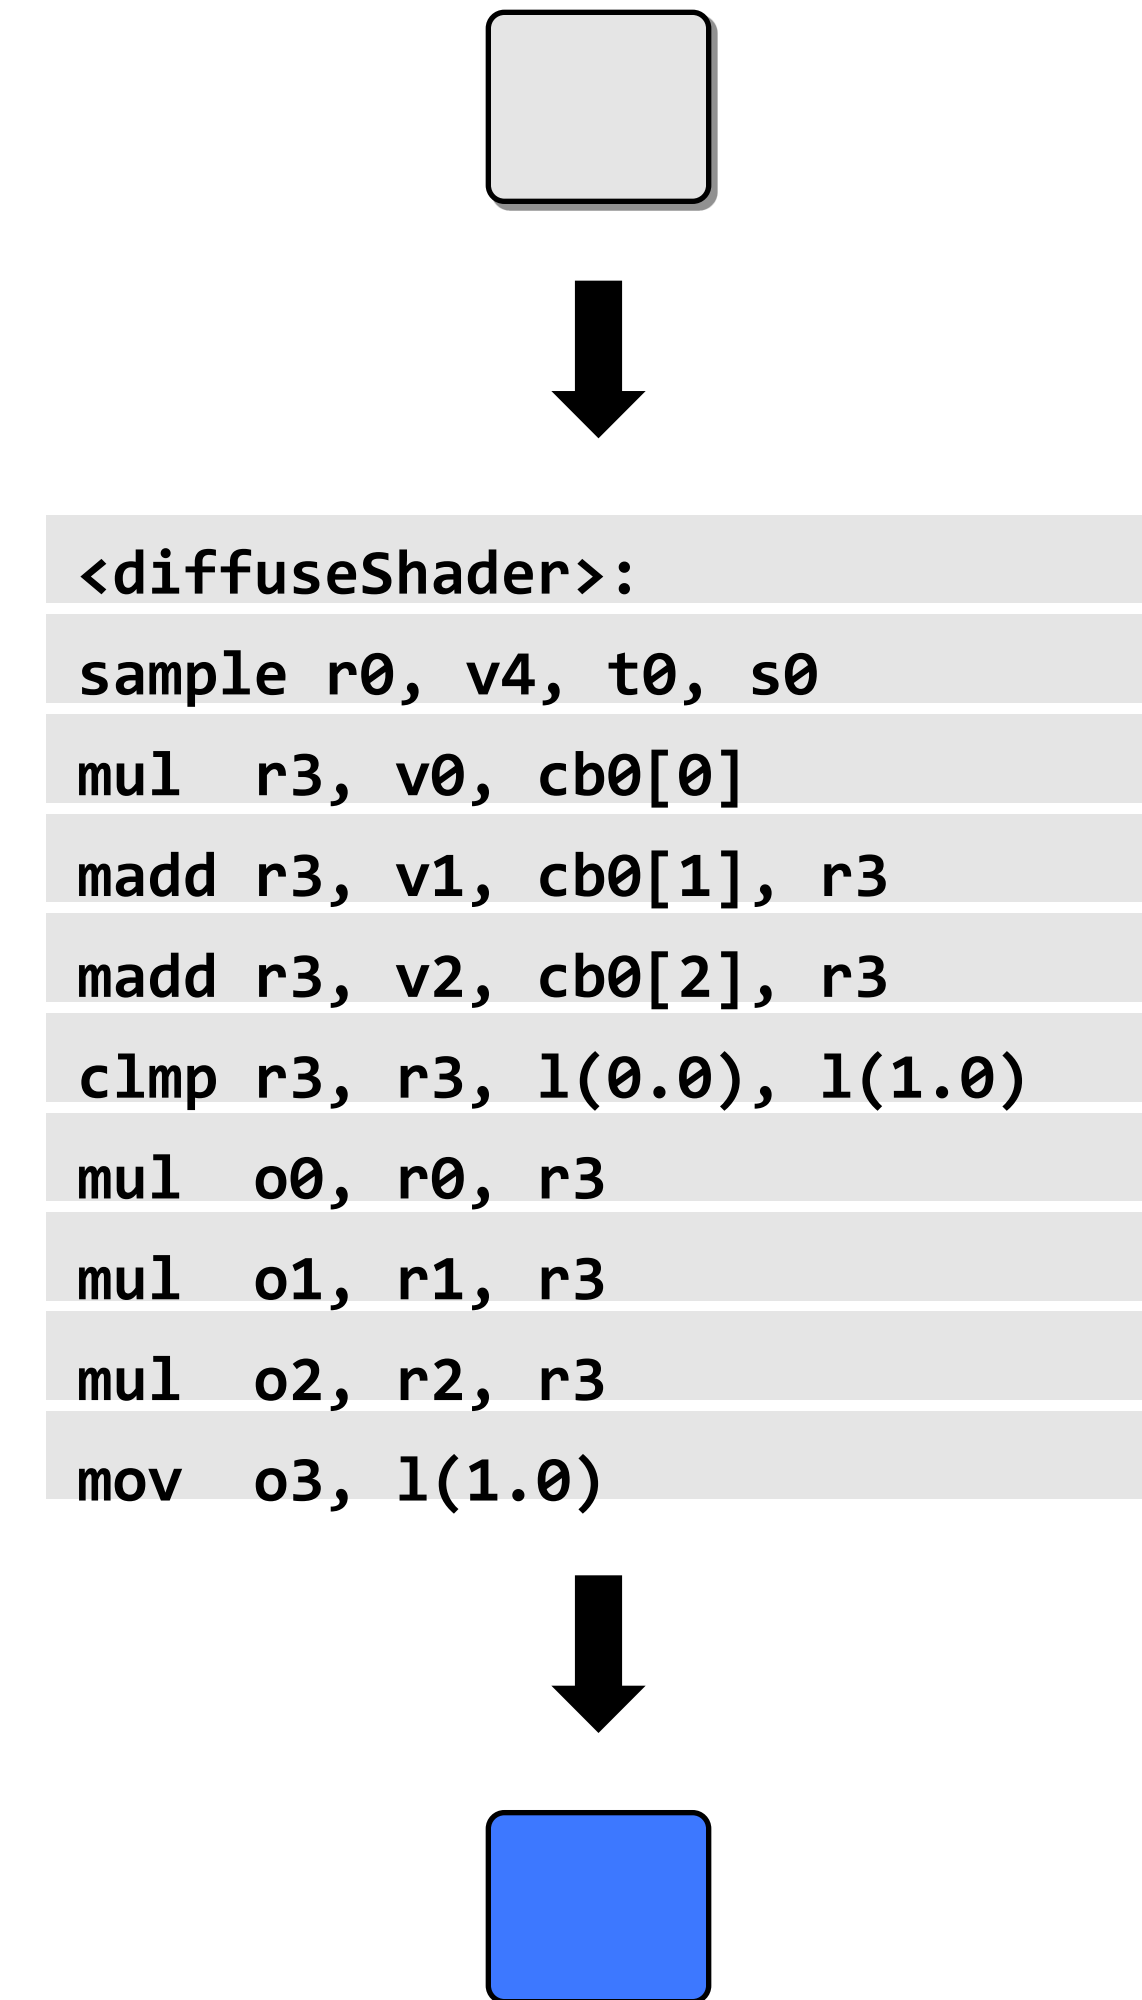 <diffuseShader>:
sample r0, v4, t0, s0
mul  r3, v0, cb0[0]
madd r3, v1, cb0[1], r3
madd r3, v2, cb0[2], r3
clmp r3, r3, l(0.0), l(1.0)
mul  o0, r0, r3
mul  o1, r1, r3
mul  o2, r2, r3
mov  o3, l(1.0)